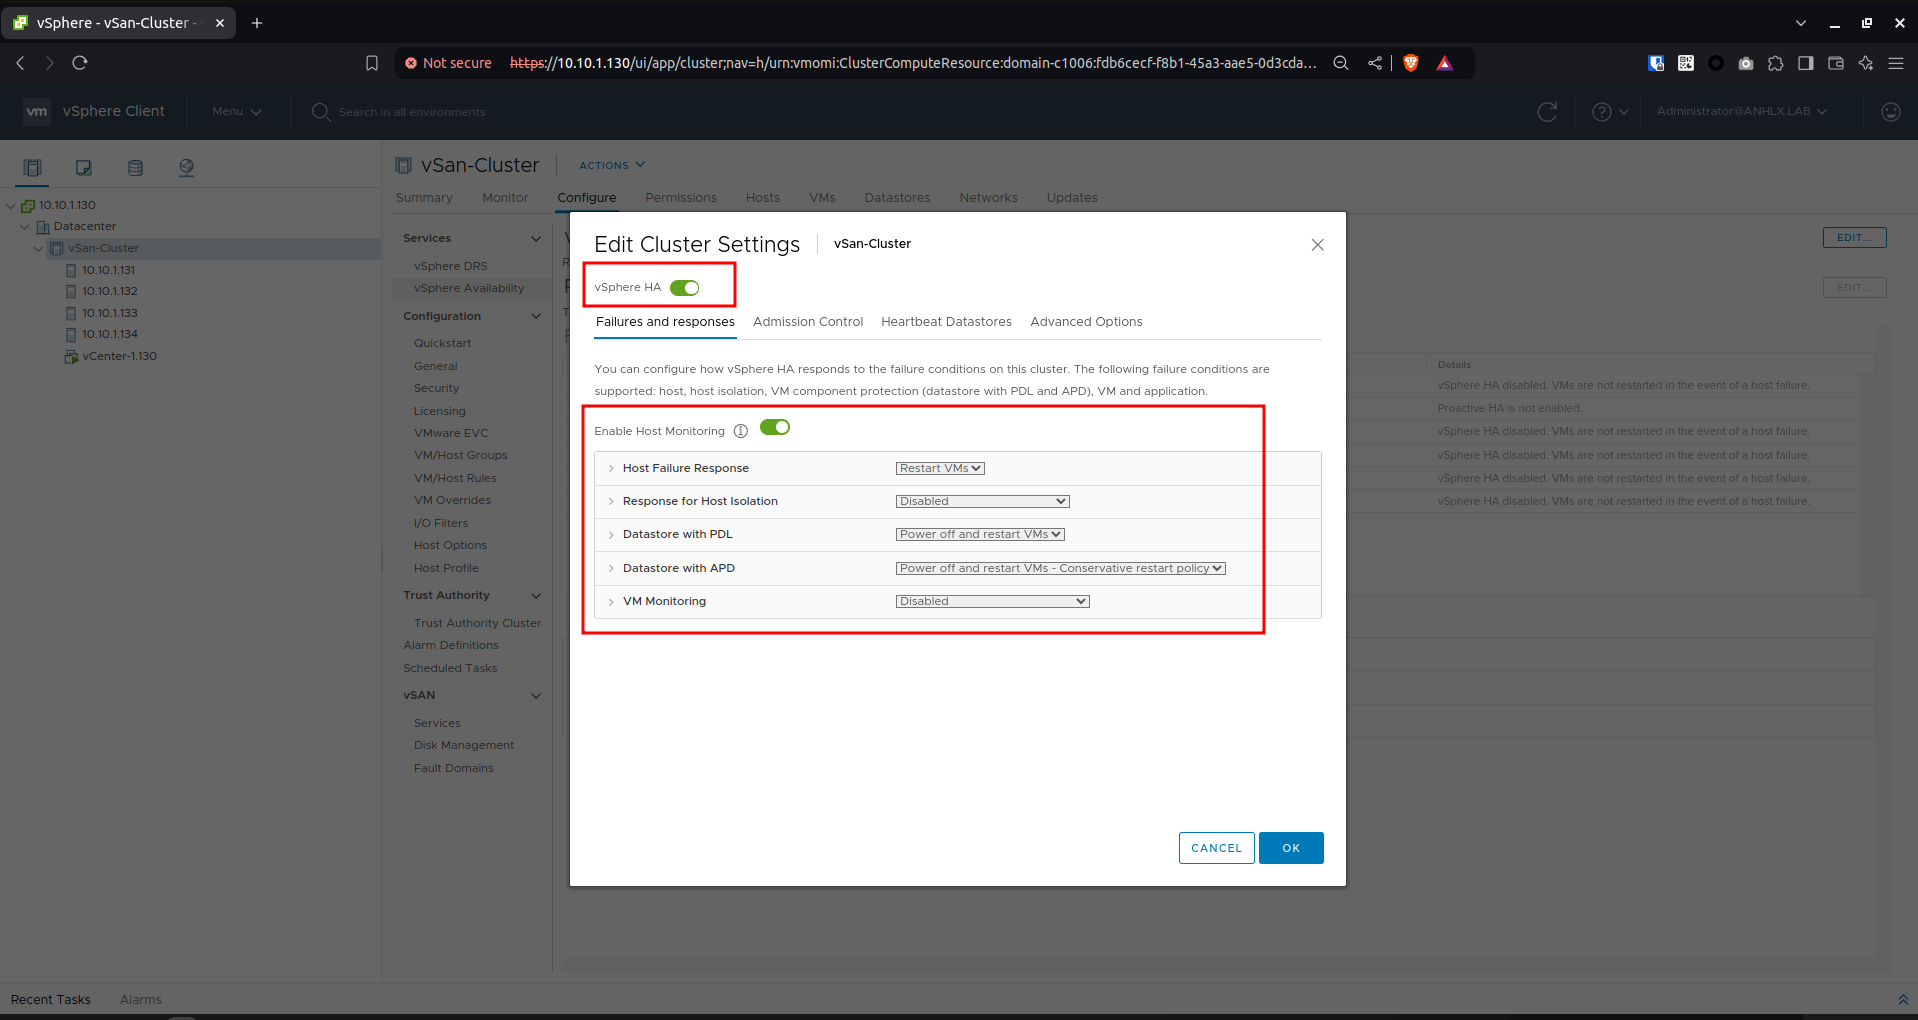 vSphere - vSan-Cluster -
Not secure https://10.10.1.130/ui/app/cluster;nav=h/urn:vmomi:ClusterComputeResource:domain-c1006:fdb6cecf-f8b1-45a3-aae5-0d3cda...
vm vSphere Client Menu Search in all environments Administrator@ANHLX.LAB
vSan-Cluster ACTIONS
Summary Monitor Configure Permissions Hosts VMs Datastores Networks Updates
10.10.1.130
Datacenter
vSan-Cluster
10.10.1.131
10.10.1.132
10.10.1.133
10.10.1.134
vCenter-1.130
Services
vSphere DRS
vSphere Availability
Configuration
Quickstart
General
Security
Licensing
VMware EVC
VM/Host Groups
VM/Host Rules
VM Overrides
I/O Filters
Host Options
Host Profile
Trust Authority
Trust Authority Cluster
Alarm Definitions
Scheduled Tasks
vSAN
Services
Disk Management
Fault Domains
Edit Cluster Settings vSan-Cluster
vSphere HA
Failures and responses Admission Control Heartbeat Datastores Advanced Options
You can configure how vSphere HA responds to the failure conditions on this cluster. The following failure conditions are
supported: host, host isolation, VM component protection (datastore with PDL and APD), VM and application.
Enable Host Monitoring
Host Failure Response Restart VMs
Response for Host Isolation Disabled
Datastore with PDL Power off and restart VMs
Datastore with APD Power off and restart VMs - Conservative restart policy
VM Monitoring Disabled
CANCEL OK
EDIT...
EDIT...
Details
vSphere HA disabled. VMs are not restarted in the event of a host failure.
Proactive HA is not enabled.
vSphere HA disabled. VMs are not restarted in the event of a host failure.
vSphere HA disabled. VMs are not restarted in the event of a host failure.
vSphere HA disabled. VMs are not restarted in the event of a host failure.
vSphere HA disabled. VMs are not restarted in the event of a host failure.
Recent Tasks Alarms